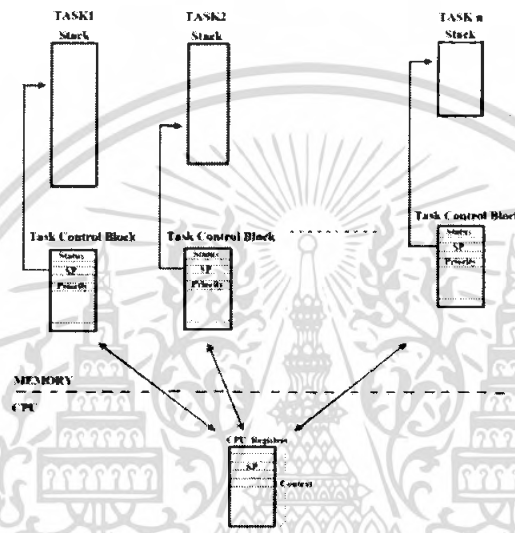 TASK1
Stack
TASK2
Stack
TASK n
Stack
Task Control Block
Status
SP
Priority
Task Control Block
Status
SP
Priority
Task Control Block
Status
SP
Priority
MEMORY
CPU
CPU Registers
SP
Context